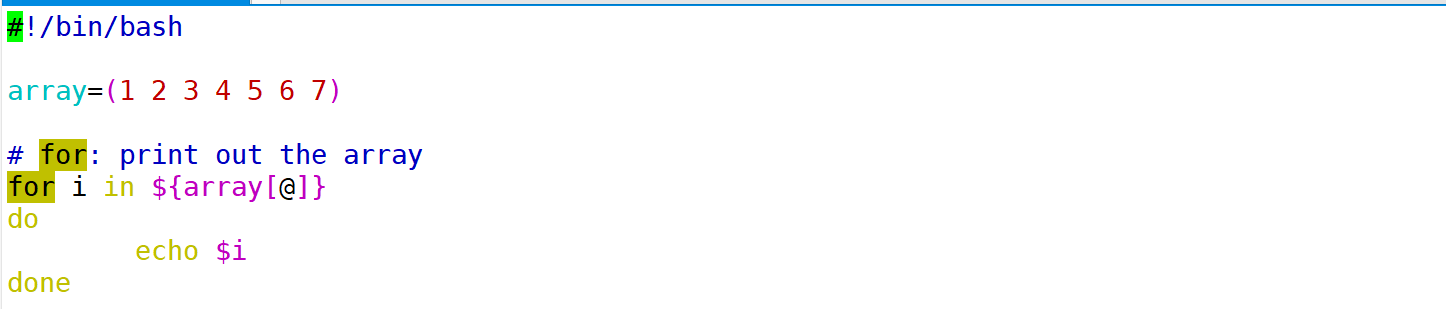 #!/bin/bash
array=(1 2 3 4 5 6 7)
# for: print out the array
for i in ${array[@]}
do
        echo $i
done